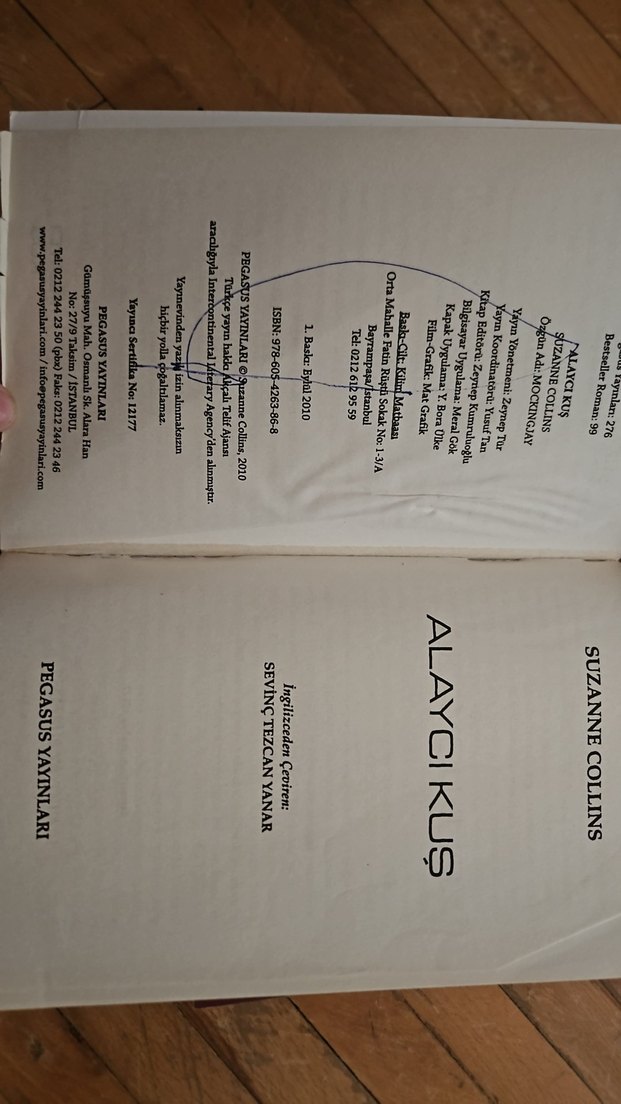 Yayınları: 276
Bestseller Roman: 99
ALAYCI KUŞ
SUZANNE COLLINS
Özgün Adı: MOCKINGJAY
Yayın Yönetmeni: Zeynep Tür
Yayın Koordinatörü: Yusuf Tan
Kitap Editörü: Zeynep Kumruluoğlu
Bilgisayar Uygulama: Meral Gök
Kapak Uygulama: Y. Bora Ülke
Film-Grafik: Mat Grafik
Baskı-Cilt: Kilim Matbaası
Orta Mahalle Fatin Rüştü Sokak No: 1-3/A
Bayrampaşa/İstanbul
Tel: 0212 612 95 59
1. Baskı: Eylül 2010
ISBN: 978-605-4263-86-8
PEGASUS YAYINLARI © Suzanne Collins, 2010
Türkçe yayın hakkı Akçalı Telif Ajansı
aracılığıyla Intercontinental Literary Agency'den alınmıştır.
Yayınevinden yazılı izin alınmaksızın
hiçbir yolla çoğaltılamaz.
Yayıncı Sertifika No: 12177
PEGASUS YAYINLARI
Gümüşsuyu Mah. Osmanlı Sk. Alara Han
No: 27/9 Taksim / İSTANBUL
Tel: 0212 244 23 50 (pbx) Faks: 0212 244 23 46
www.pegasusyayinlari.com / info@pegasusyayinlari.com
SUZANNE COLLINS
ALAYCI KUŞ
İngilizceden Çeviren:
SEVİNÇ TEZCAN YANAR
PEGASUS YAYINLARI